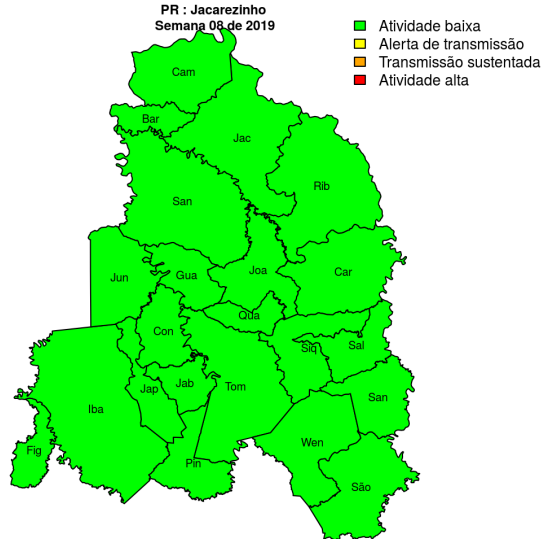 PR : Jacarezinho
Semana 08 de 2019
Atividade baixa
Alerta de transmissão
Transmissão sustentada
Atividade alta
Cam
Bar
Jac
Rib
San
Jun
Gua
Joa
Car
Qua
Con
Siq
Sal
Jap
Jab
Tom
San
Iba
Wen
Fig
Pin
São